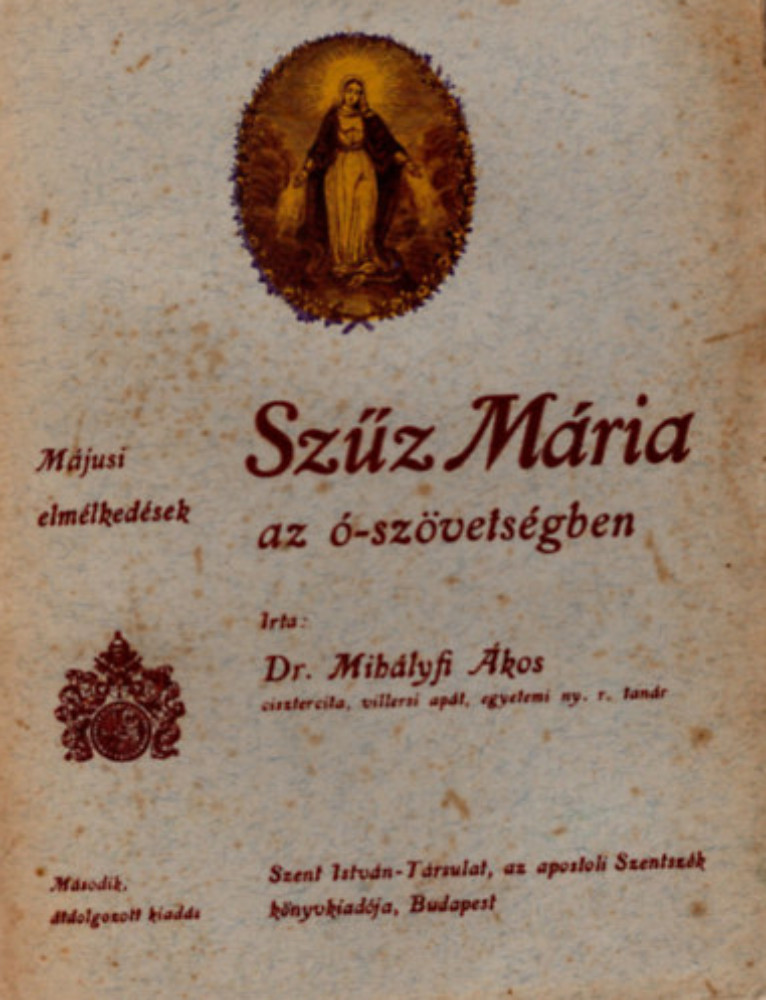 Szűz Mária
az ó-szövetségben
Májusi
elmélkedések
Irta:
Dr. Mihályfi Ákos
cisztercita, villersi apát, egyetemi ny. r. tanár
Második,
átdolgozott kiadás
Szent István-Társulat, az apostoli Szentszék
könyvkiadója, Budapest